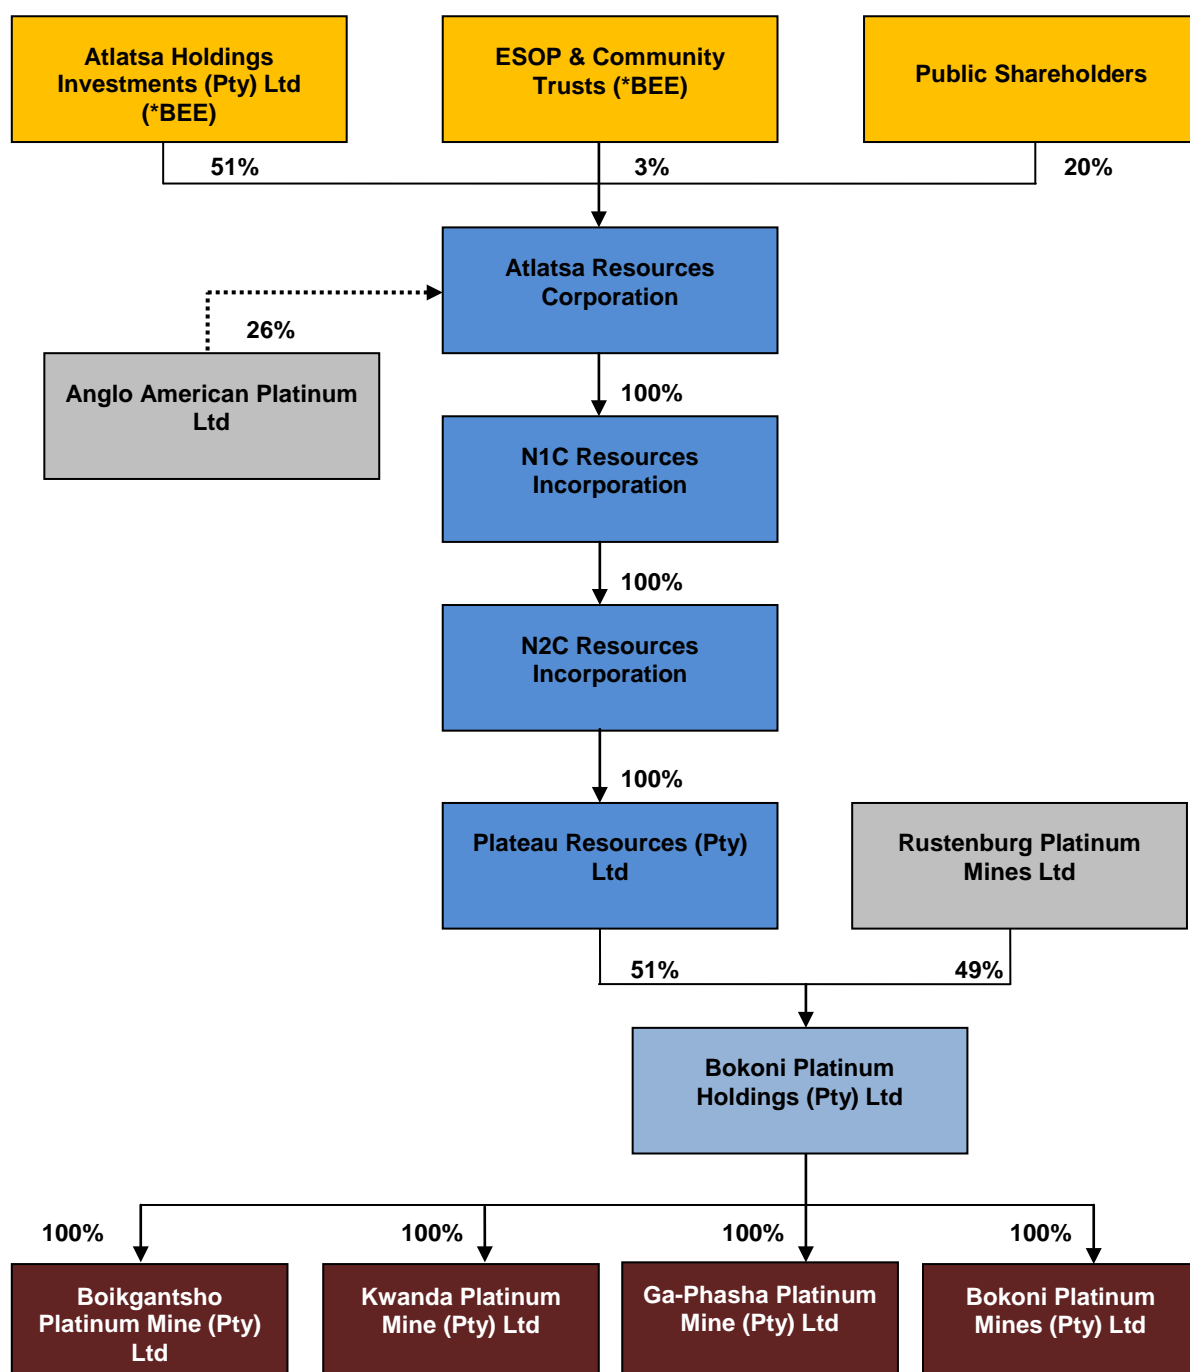 Atlatsa Holdings
Investments (Pty) Ltd
(*BEE)
ESOP & Community
Trusts (*BEE)
Public Shareholders
51%
3%
20%
Atlatsa Resources
Corporation
26%
Anglo American Platinum
Ltd
100%
N1C Resources
Incorporation
100%
N2C Resources
Incorporation
100%
Plateau Resources (Pty)
Ltd
Rustenburg Platinum
Mines Ltd
51%
49%
Bokoni Platinum
Holdings (Pty) Ltd
100%
100%
100%
100%
Boikgantsho
Platinum Mine (Pty)
Ltd
Kwanda Platinum
Mine (Pty) Ltd
Ga-Phasha Platinum
Mine (Pty) Ltd
Bokoni Platinum
Mines (Pty) Ltd